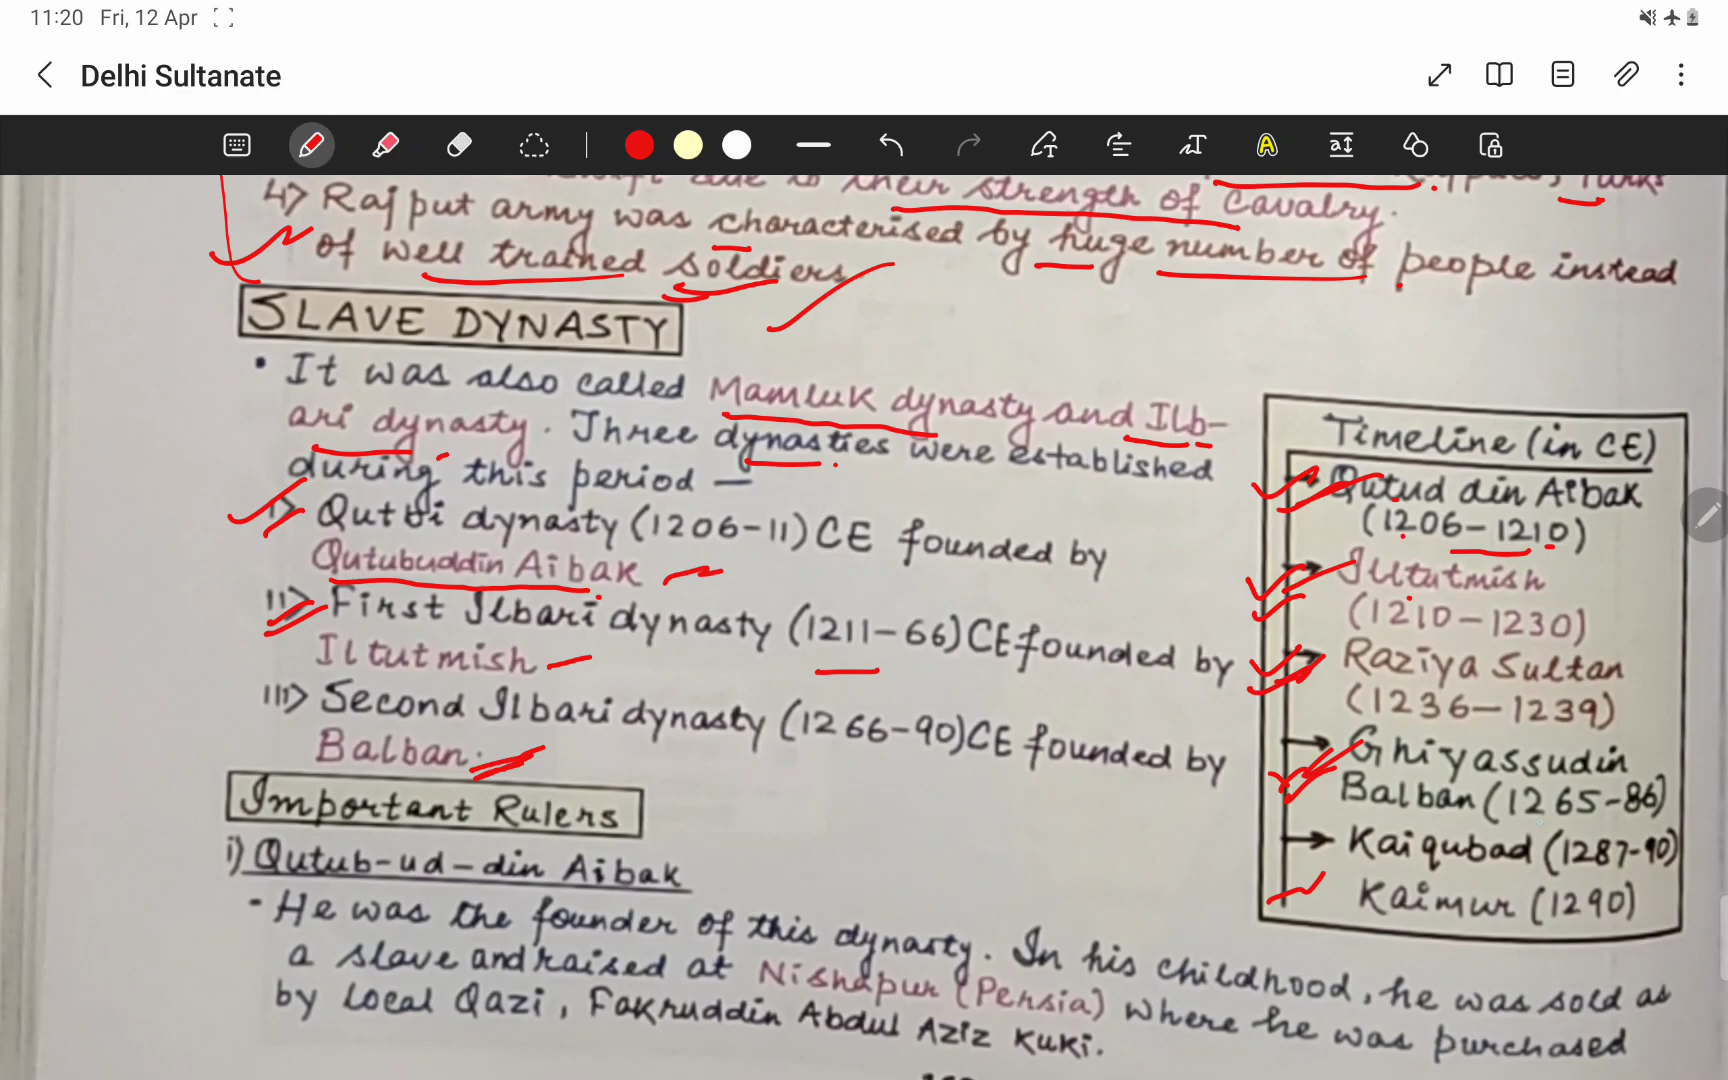 11:20 Fri, 12 Apr
Delhi Sultanate
due to their strength of cavalry.
4) Rajput army was characterised by huge number of people instead
of well trained soldiers
SLAVE DYNASTY
• It was also called Mamluk dynasty and Ilb-
ari dynasty. Three dynasties were established
during this period —
i) Qutbi dynasty (1206-11) CE founded by
Qutubuddin Aibak
ii) First Ilbari dynasty (1211-66) CE founded by
Iltutmish
iii) Second Ilbari dynasty (1266-90) CE founded by
Balban.
Timeline (in CE)
→ Qutud din Aibak
(1206-1210)
→ Iltutmish
(1210-1230)
→ Raziya Sultan
(1236-1239)
→ Ghiyassudin
Balban (1265-86)
→ Kaiqubad (1287-90)
Kaimur (1290)
Important Rulers
i) Qutub-ud-din Aibak
- He was the founder of this dynasty. In his childhood, he was sold as
a slave and raised at Nishapur (Persia) where he was purchased
by local Qazi, Fakruddin Abdul Aziz Kuki.